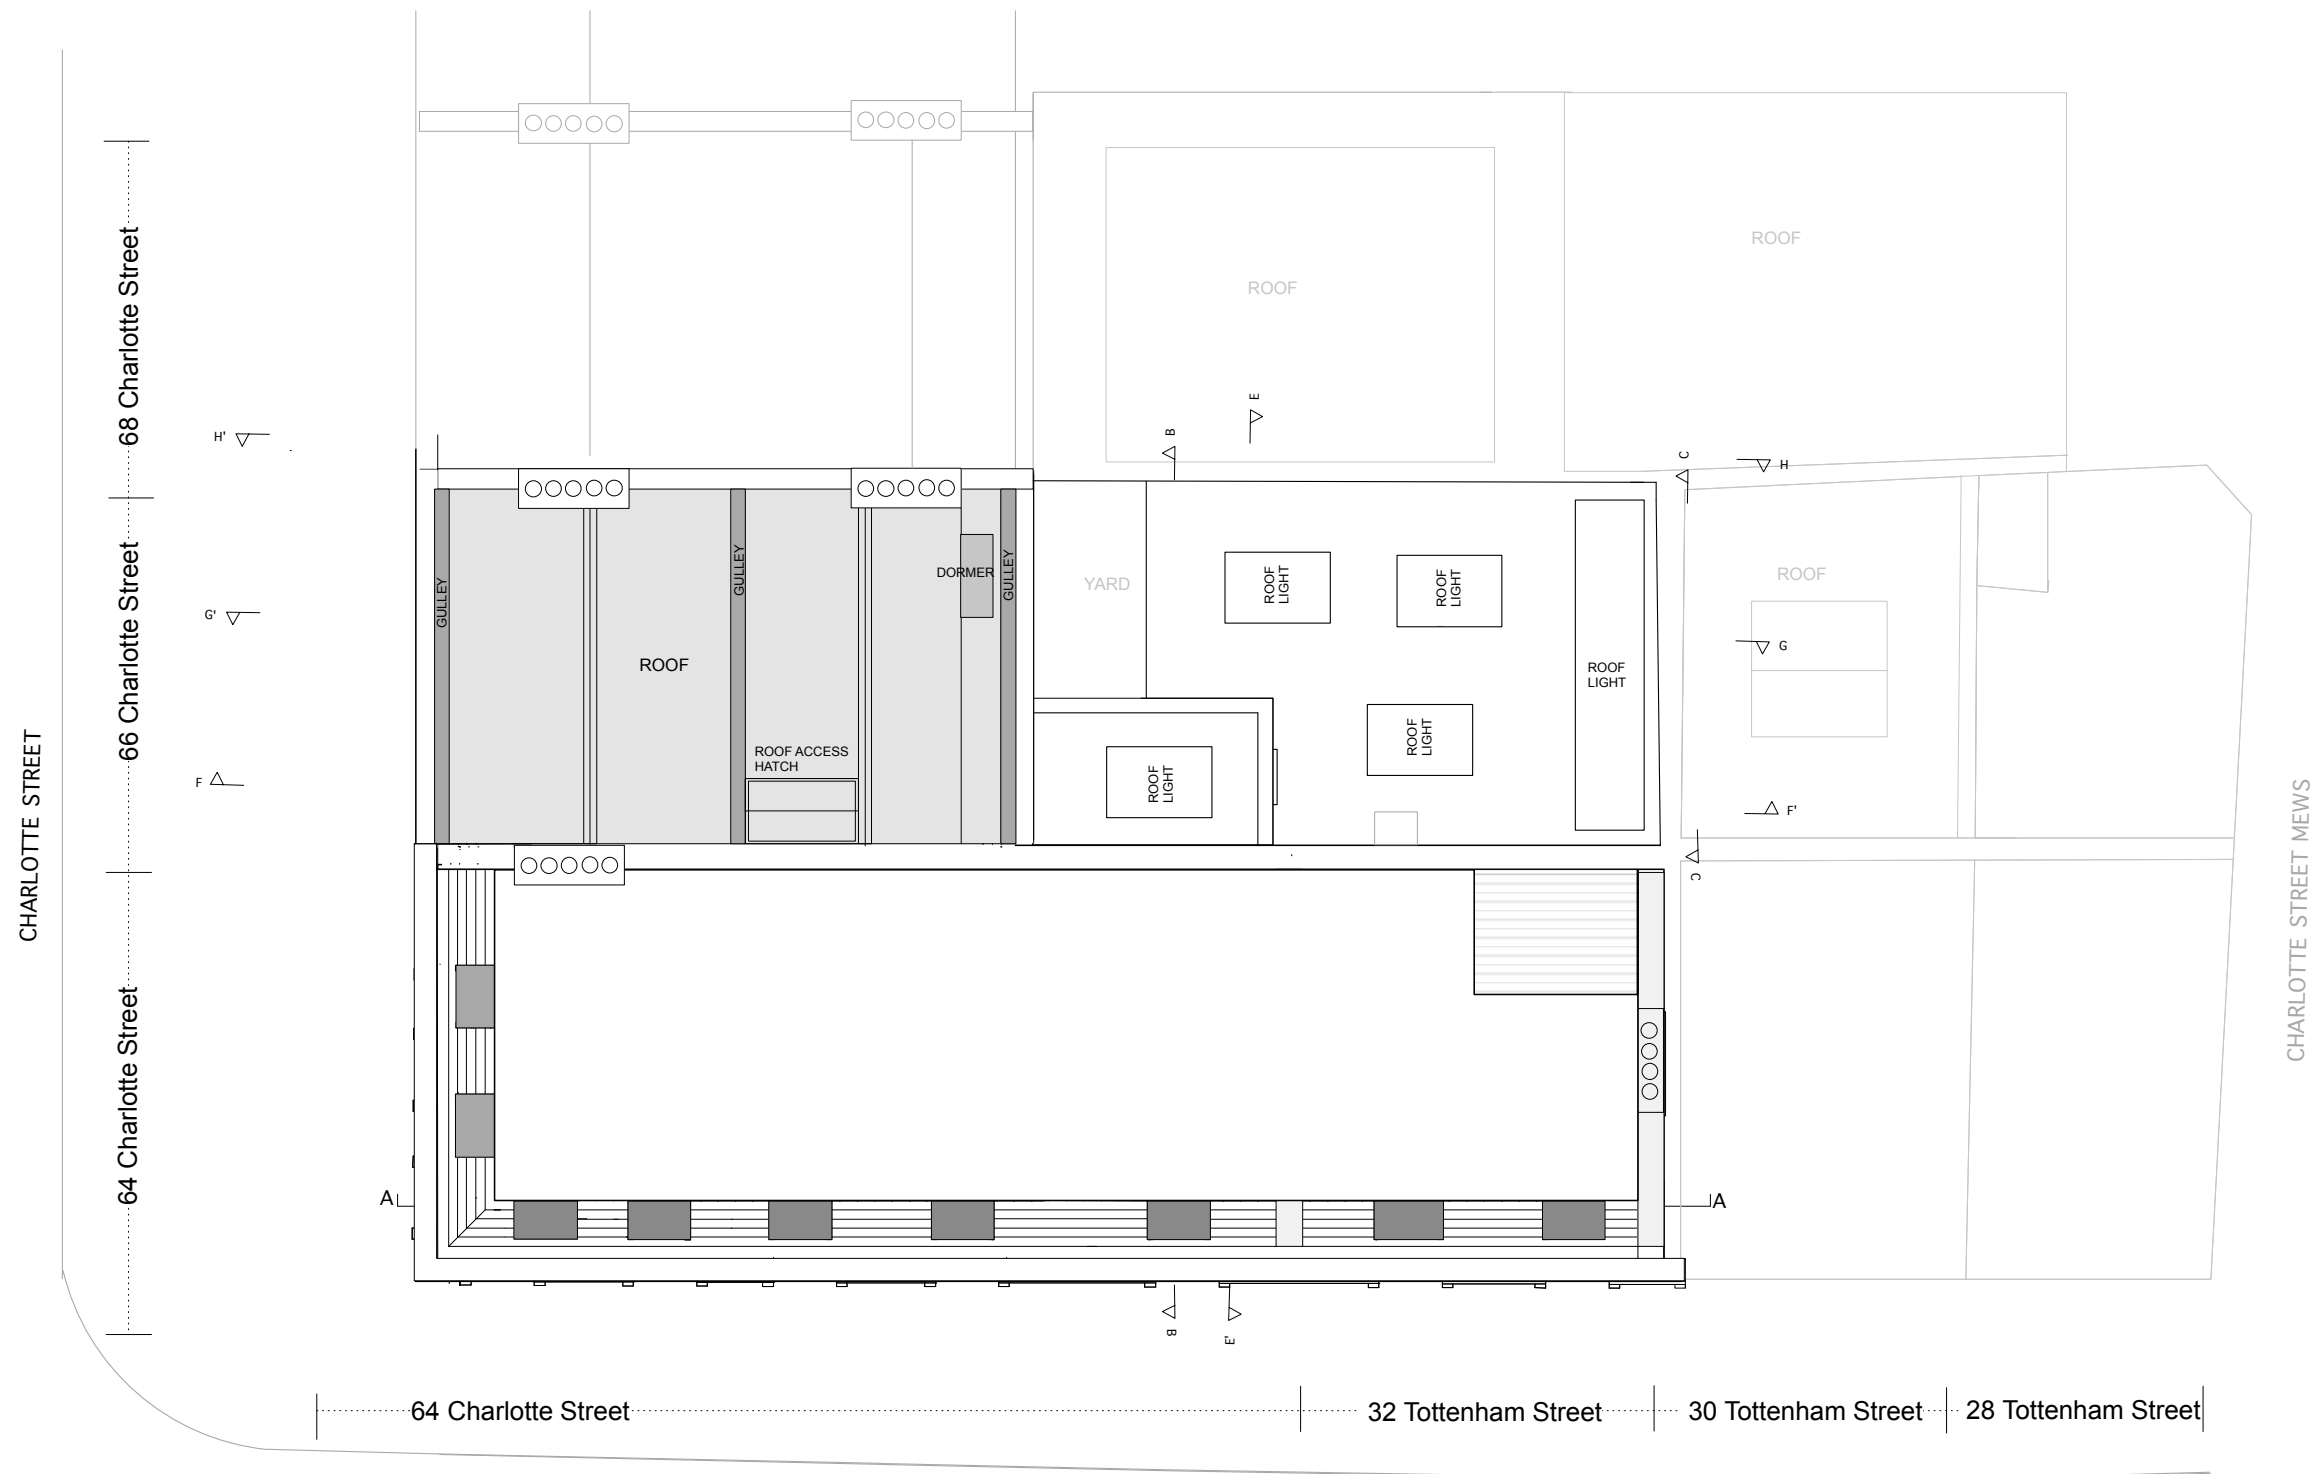 ROOF
ROOF
68 Charlotte Street
E
B
H'
C
H
GULLEY
GULLEY
GULLEY
DORMER
YARD
ROOF
LIGHT
ROOF
LIGHT
ROOF
66 Charlotte Street
G'
G
ROOF
ROOF
LIGHT
ROOF ACCESS
HATCH
ROOF
LIGHT
ROOF
LIGHT
F
F'
CHARLOTTE STREET
C
CHARLOTTE STREET MEWS
64 Charlotte Street
A
A
B
E'
64 Charlotte Street
32 Tottenham Street
30 Tottenham Street
28 Tottenham Street